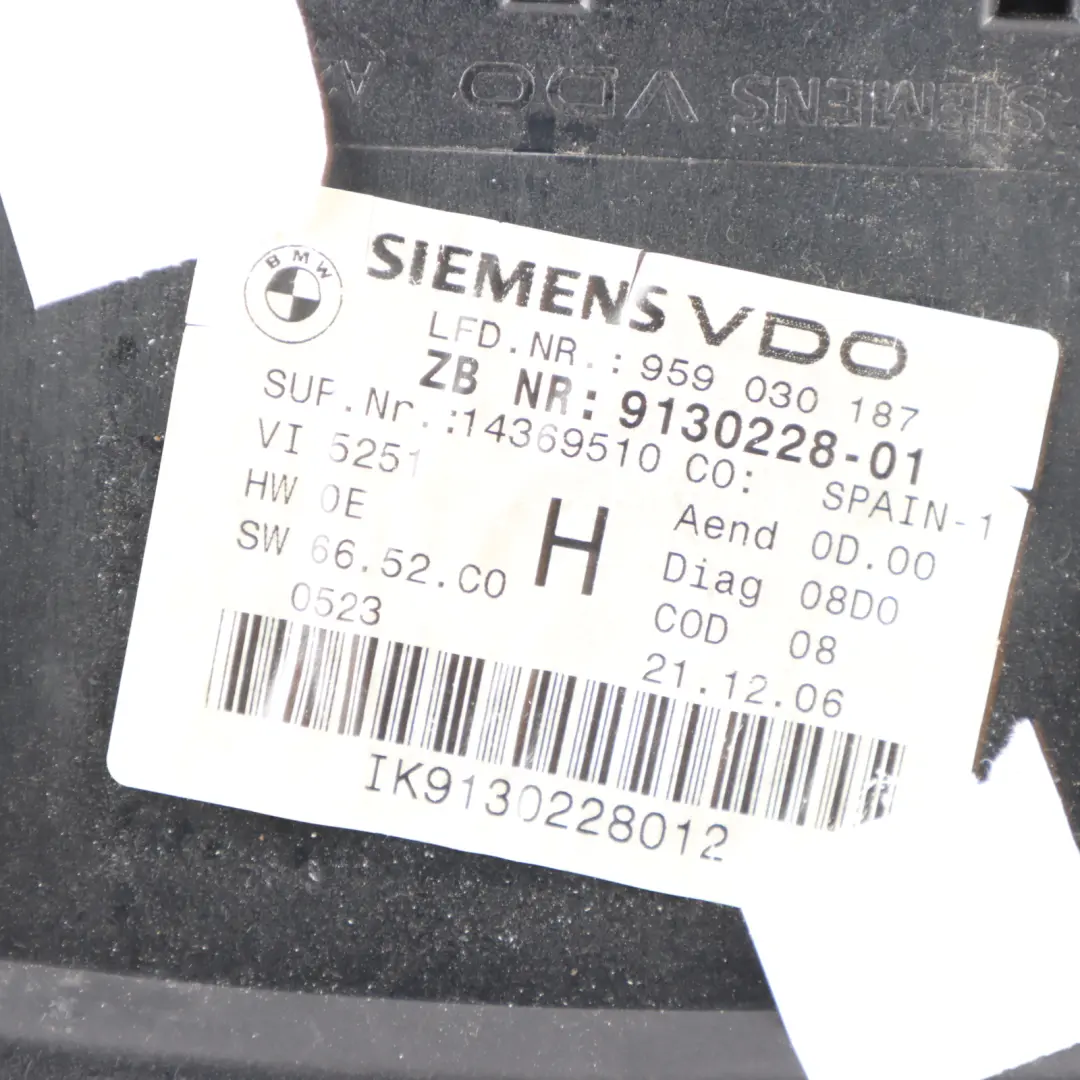 SIEMENS VDO A
BMW
SIEMENS VDO
LFD.NR.: 959 030 187
ZB NR: 9130228-01
SUP.Nr.:14369510 CO: SPAIN-1
VI 5251
HW 0E
H
Aend 0D.00
SW 66.52.C0
Diag 08D0
0523
COD 08
21.12.06
IK9130228012